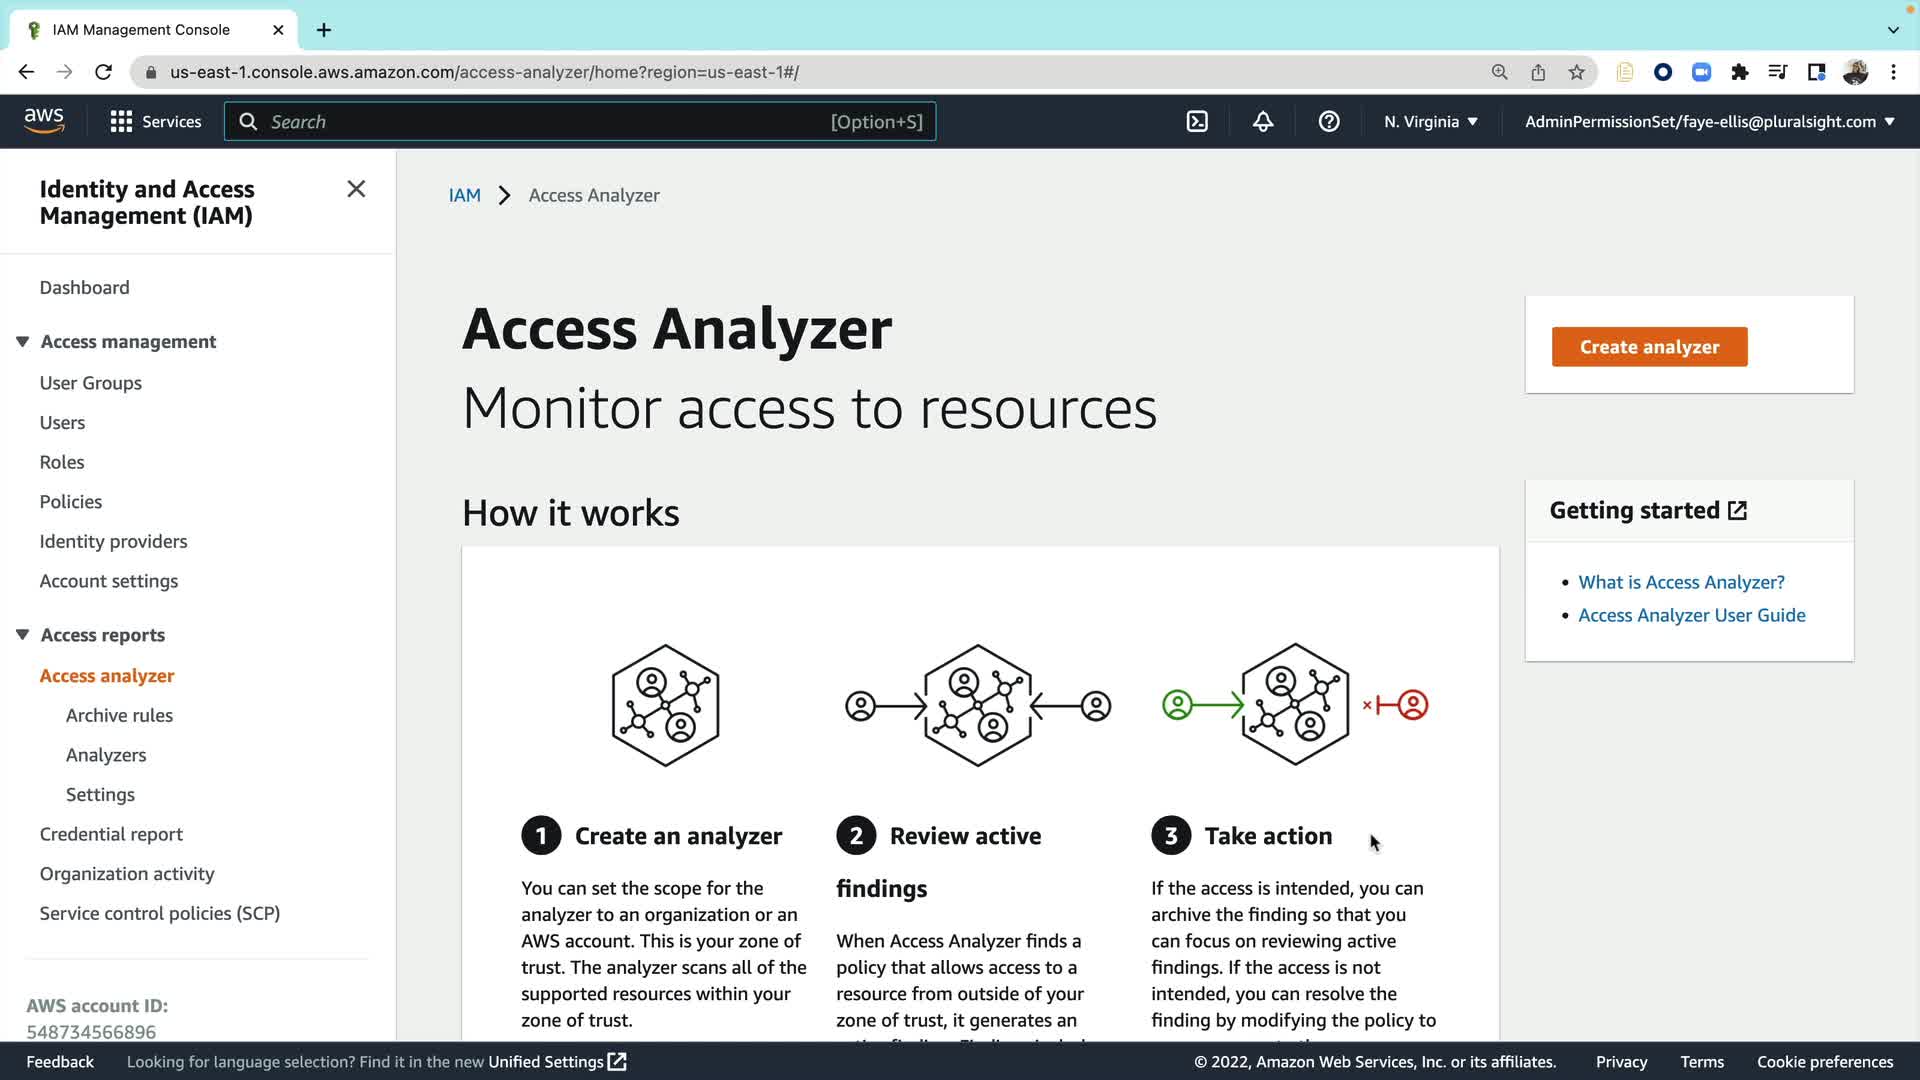 IAM Management Console
us-east-1.console.aws.amazon.com/access-analyzer/home?region=us-east-1#/
aws
Services
Search
[Option+S]
N. Virginia
AdminPermissionSet/faye-ellis@pluralsight.com
Identity and Access
Management (IAM)
Dashboard
Access management
User Groups
Users
Roles
Policies
Identity providers
Account settings
Access reports
Access analyzer
Archive rules
Analyzers
Settings
Credential report
Organization activity
Service control policies (SCP)
AWS account ID:
548734566896
IAM > Access Analyzer
Access Analyzer
Monitor access to resources
How it works
1 Create an analyzer
You can set the scope for the
analyzer to an organization or an
AWS account. This is your zone of
trust. The analyzer scans all of the
supported resources within your
zone of trust.
2 Review active
findings
When Access Analyzer finds a
policy that allows access to a
resource from outside of your
zone of trust, it generates an
3 Take action
If the access is intended, you can
archive the finding so that you
can focus on reviewing active
findings. If the access is not
intended, you can resolve the
finding by modifying the policy to
Create analyzer
Getting started
• What is Access Analyzer?
• Access Analyzer User Guide
Feedback
Looking for language selection? Find it in the new Unified Settings
© 2022, Amazon Web Services, Inc. or its affiliates.
Privacy
Terms
Cookie preferences